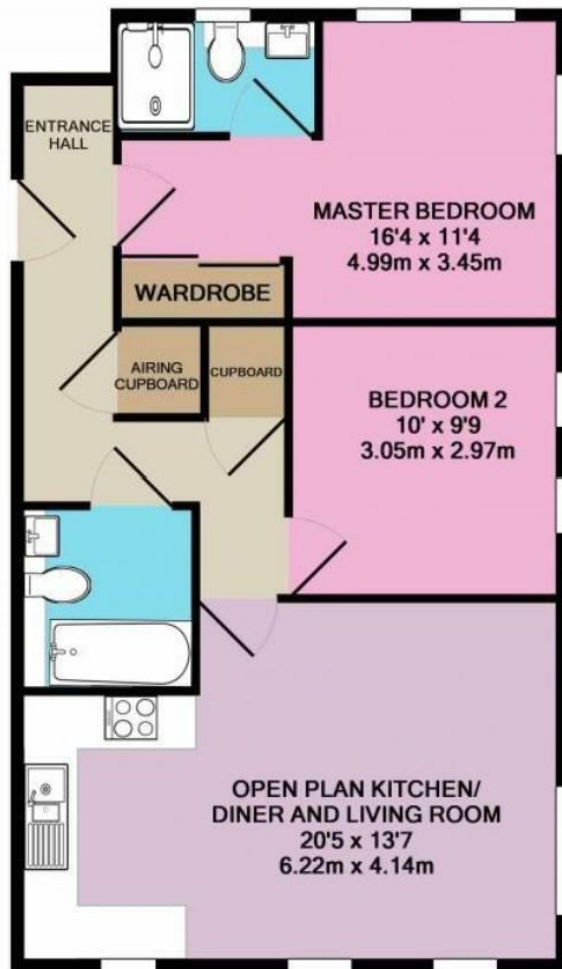 ENTRANCE
HALL
MASTER BEDROOM
16'4 x 11'4
4.99m x 3.45m
WARDROBE
AIRING
CUPBOARD
CUPBOARD
BEDROOM 2
10' x 9'9
3.05m x 2.97m
OPEN PLAN KITCHEN/
DINER AND LIVING ROOM
20'5 x 13'7
6.22m x 4.14m